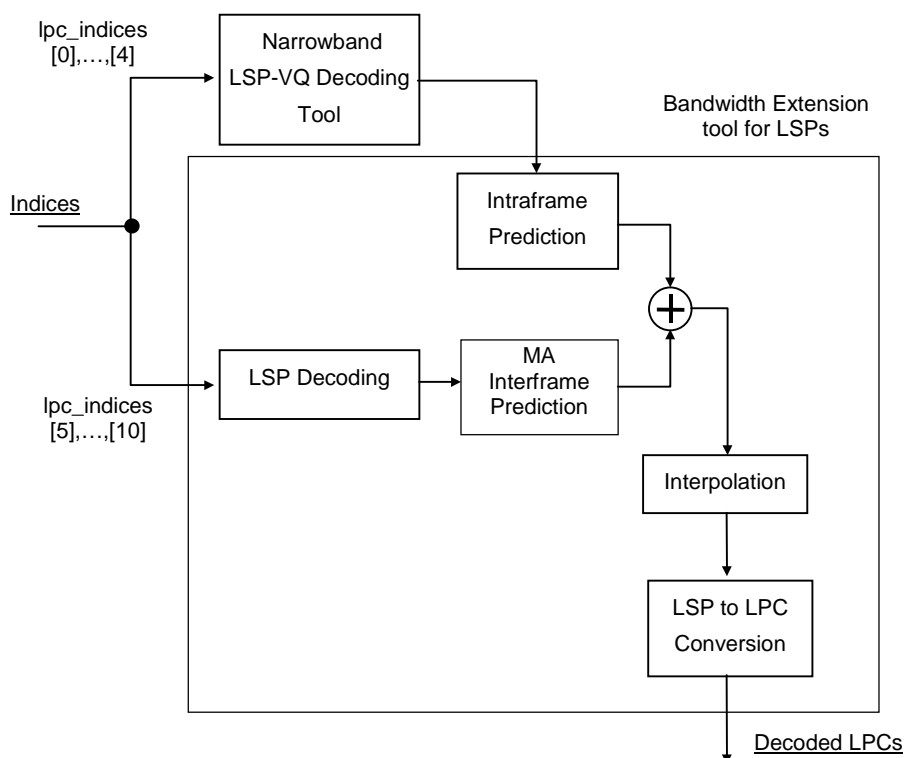 lpc_indices
[0],…,[4]
Narrowband
LSP-VQ Decoding
Tool
Bandwidth Extension
tool for LSPs
Indices
Intraframe
Prediction
LSP Decoding
MA
Interframe
Prediction
lpc_indices
[5],…,[10]
Interpolation
LSP to LPC
Conversion
Decoded LPCs